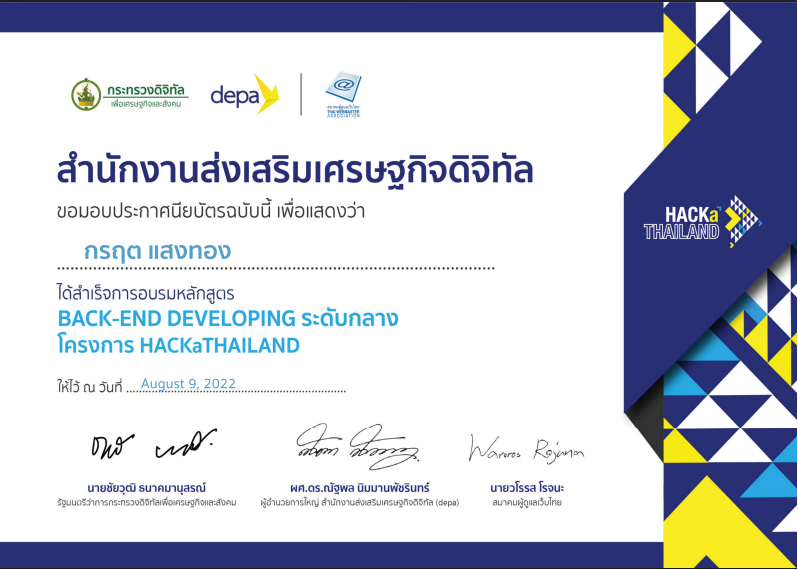 กระทรวงดิจิทัล
เพื่อเศรษฐกิจและสังคม
depa
สมาคมผู้ดูแลเว็บไทย
THAI WEBMASTER
ASSOCIATION
สำนักงานส่งเสริมเศรษฐกิจดิจิทัล
ขอมอบประกาศนียบัตรฉบับนี้ เพื่อแสดงว่า
กรฤต แสงทอง
ได้สำเร็จการอบรมหลักสูตร
BACK-END DEVELOPING ระดับกลาง
โครงการ HACKaTHAILAND
ให้ไว้ ณ วันที่ August 9, 2022
HACKa
THAILAND
Waroros Rojana
นายชัยวุฒิ ธนาคมานุสรณ์
รัฐมนตรีว่าการกระทรวงดิจิทัลเพื่อเศรษฐกิจและสังคม
ผศ.ดร.ณัฐพล นิมมานพัชรินทร์
ผู้อำนวยการใหญ่ สำนักงานส่งเสริมเศรษฐกิจดิจิทัล (depa)
นายวโรรส โรจนะ
สมาคมผู้ดูแลเว็บไทย